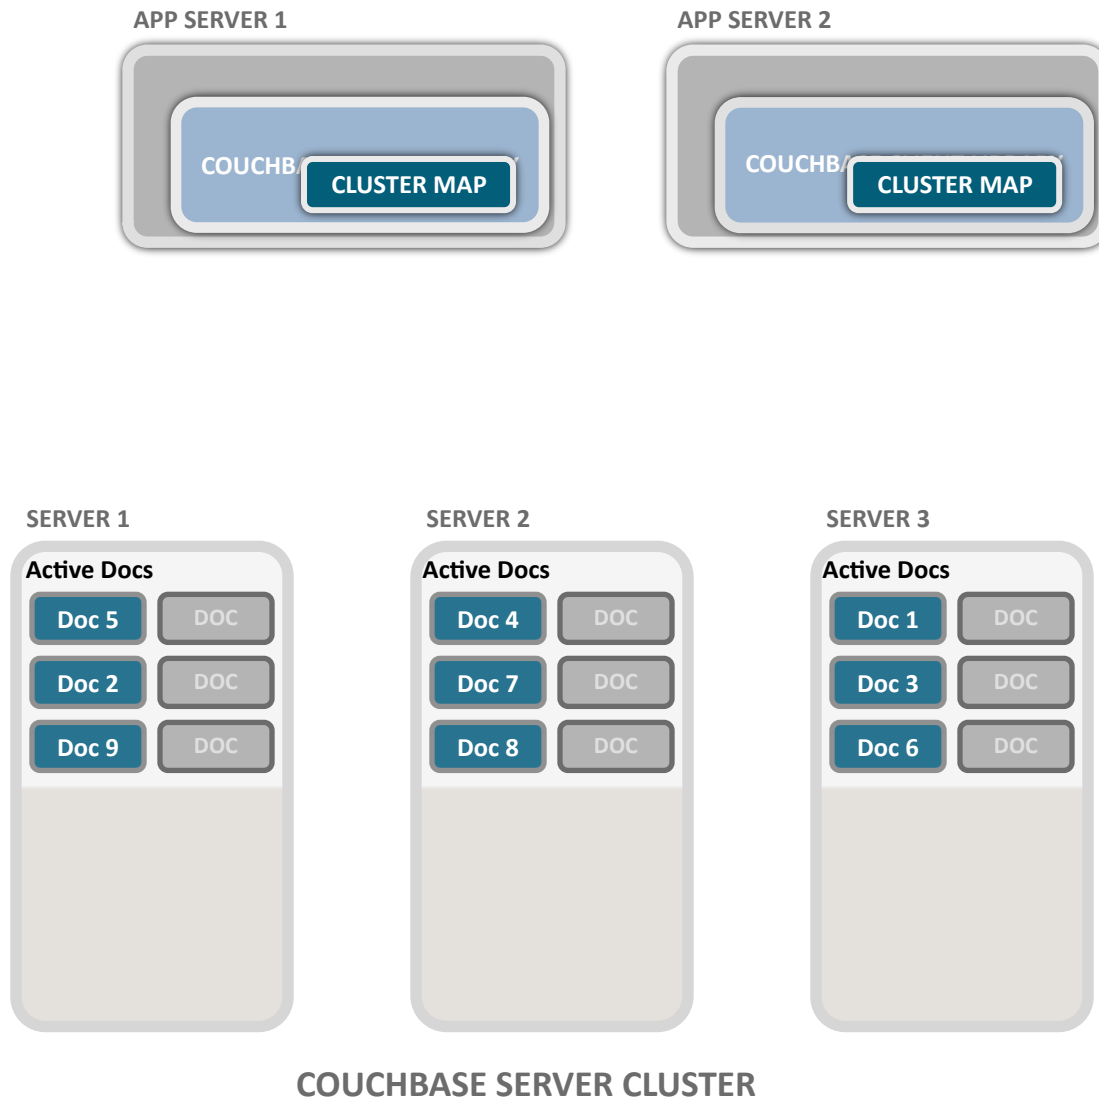 APP SERVER 1
APP SERVER 2
CLUSTER MAP
CLUSTER MAP
SERVER 1
SERVER 2
SERVER 3
Active Docs
Active Docs
Active Docs
Doc 5 DOC
Doc 4 DOC
Doc 1 DOC
Doc 2 DOC
Doc 7 DOC
Doc 3 DOC
Doc 9 DOC
Doc 8 DOC
Doc 6 DOC
COUCHBASE SERVER CLUSTER